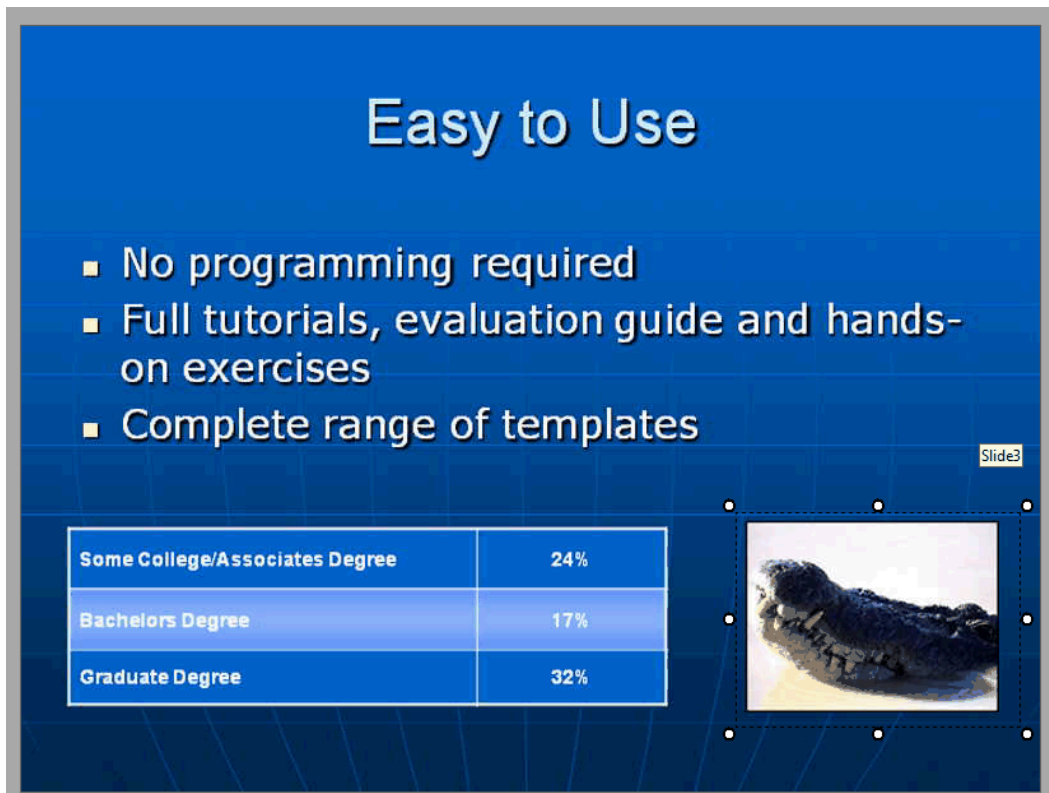 Easy to Use
No programming required
Full tutorials, evaluation guide and hands-
on exercises
Complete range of templates
Slide3
Some College/Associates Degree 24%
Bachelors Degree 17%
Graduate Degree 32%